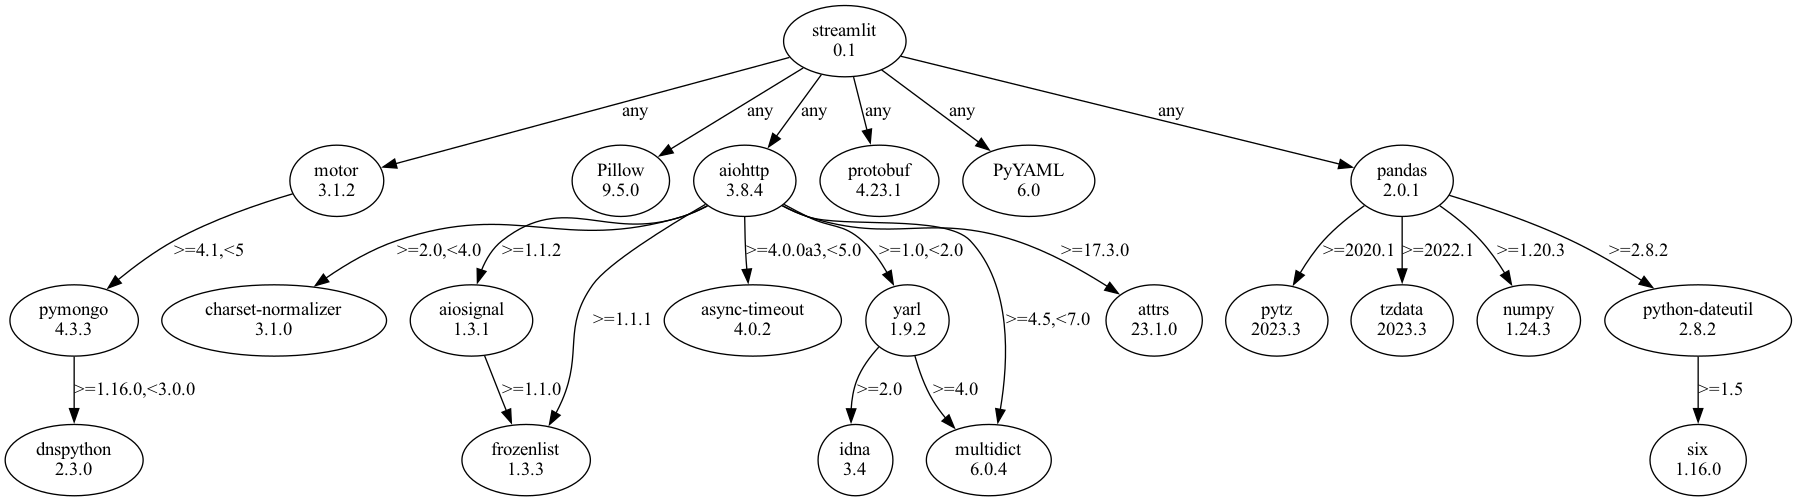 streamlit
0.1
any
any
any
any
any
any
motor
3.1.2
Pillow
9.5.0
aiohttp
3.8.4
protobuf
4.23.1
PyYAML
6.0
pandas
2.0.1
>=4.1,<5
>=2.0,<4.0
>=1.1.2
>=4.0.0a3,<5.0
>=1.0,<2.0
>=17.3.0
>=2020.1
>=2022.1
>=1.20.3
>=2.8.2
pymongo
4.3.3
charset-normalizer
3.1.0
aiosignal
1.3.1
>=1.1.1
async-timeout
4.0.2
yarl
1.9.2
>=4.5,<7.0
attrs
23.1.0
pytz
2023.3
tzdata
2023.3
numpy
1.24.3
python-dateutil
2.8.2
>=1.16.0,<3.0.0
>=1.1.0
>=2.0
>=4.0
>=1.5
dnspython
2.3.0
frozenlist
1.3.3
idna
3.4
multidict
6.0.4
six
1.16.0